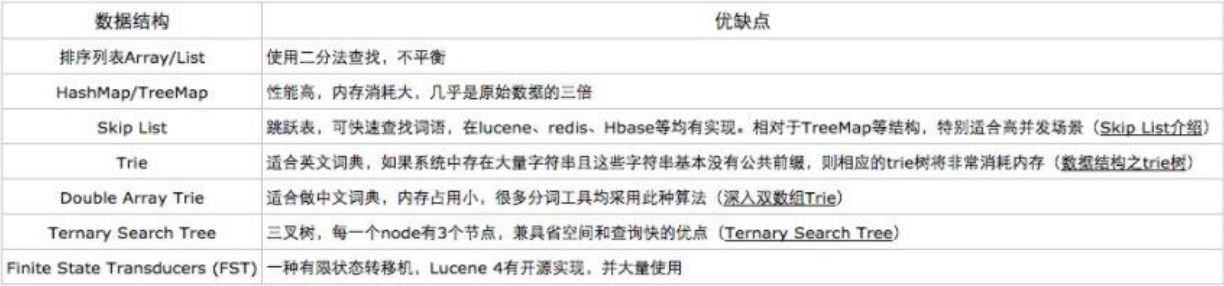 数据结构 优缺点
排序列表Array/List 使用二分法查找，不平衡
HashMap/TreeMap 性能高，内存消耗大，几乎是原始数据的三倍
Skip List 跳跃表，可快速查找词语，在lucene、redis、Hbase等均有实现。相对于TreeMap等结构，特别适合高并发场景（Skip List介绍）
Trie 适合英文词典，如果系统中存在大量字符串且这些字符串基本没有公共前缀，则相应的trie树将非常消耗内存（数据结构之trie树）
Double Array Trie 适合做中文词典，内存占用小，很多分词工具均采用此种算法（深入双数组Trie）
Ternary Search Tree 三叉树，每一个node有3个节点，兼具省空间和查询快的优点（Ternary Search Tree）
Finite State Transducers (FST) 一种有限状态转移机，Lucene 4有开源实现，并大量使用